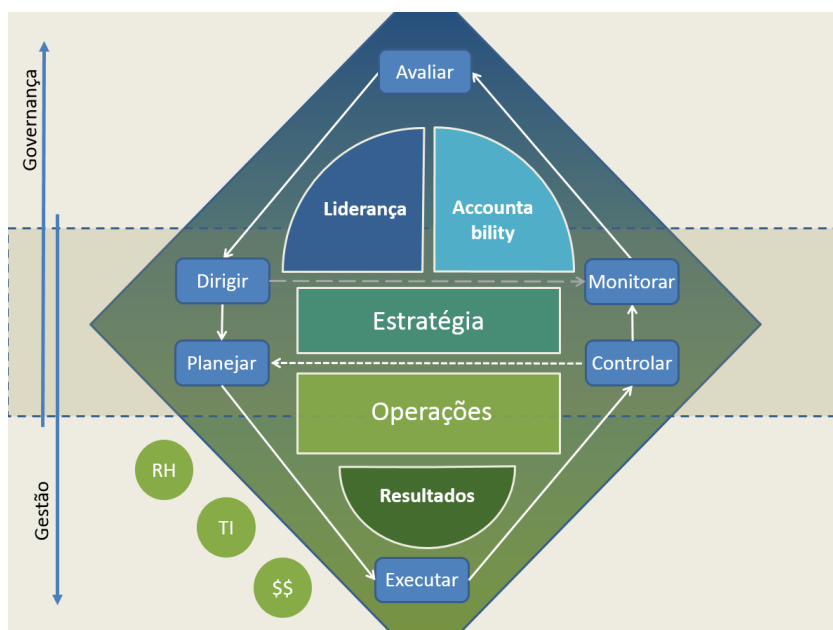 Governança
Gestão
Avaliar
Liderança
Accounta
bility
Dirigir
Monitorar
Estratégia
Planejar
Controlar
Operações
RH
Resultados
TI
Executar
$$